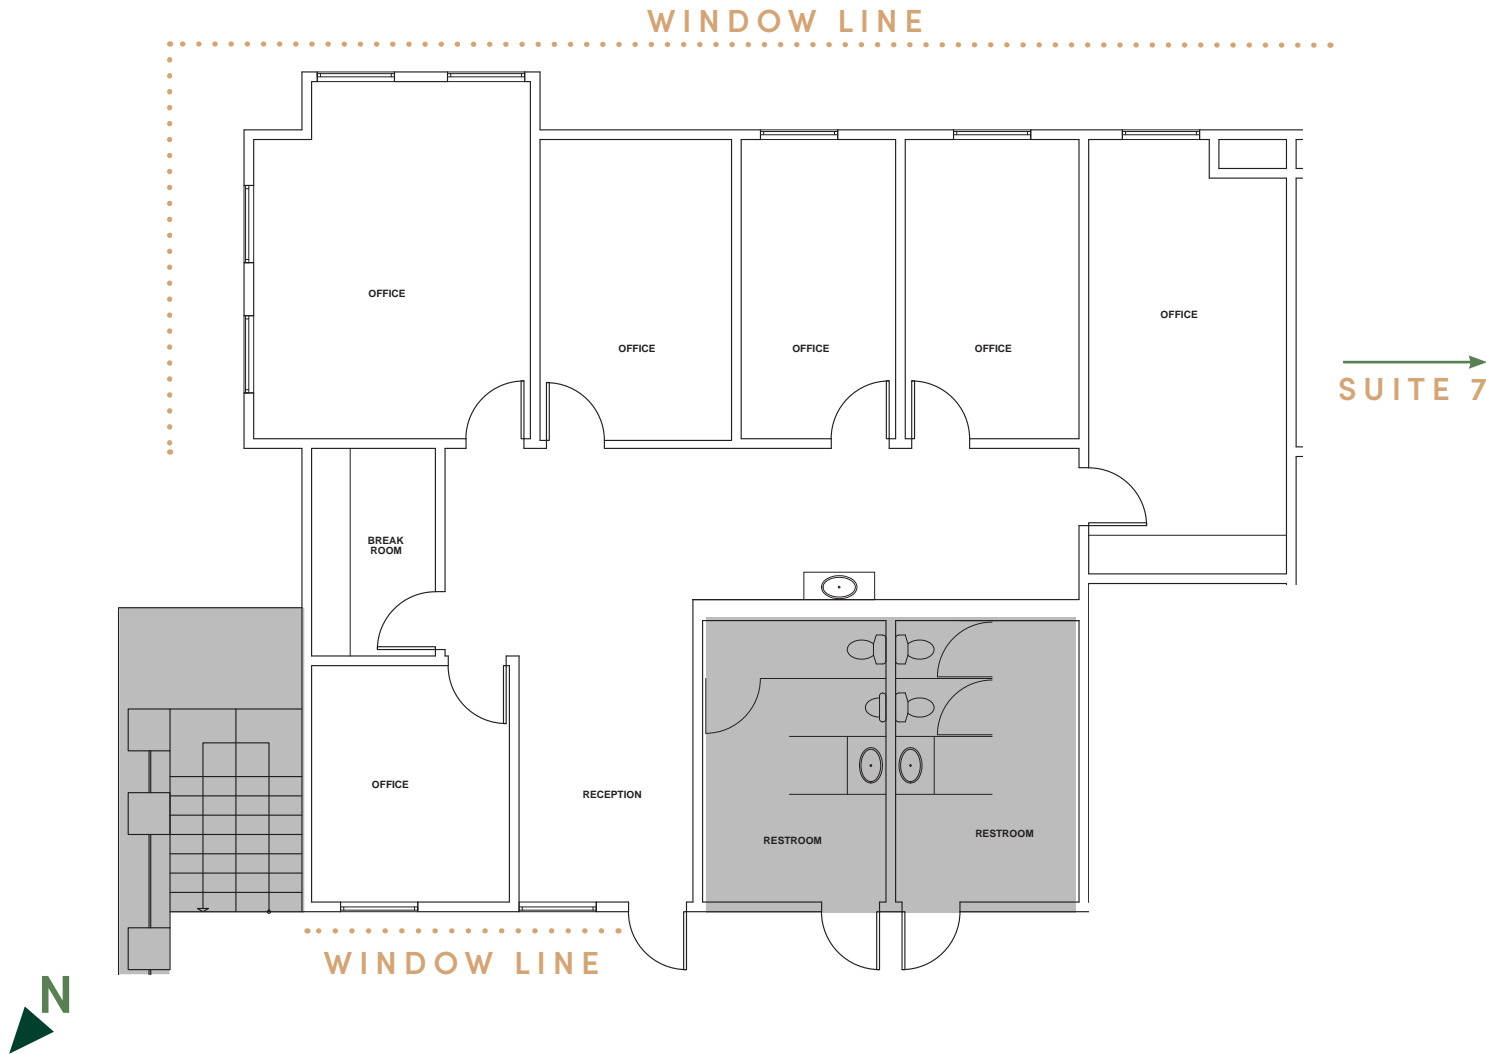 WINDOW LINE
OFFICE
OFFICE
OFFICE
OFFICE
OFFICE
SUITE 7
BREAK
ROOM
OFFICE
RECEPTION
RESTROOM
RESTROOM
WINDOW LINE
N